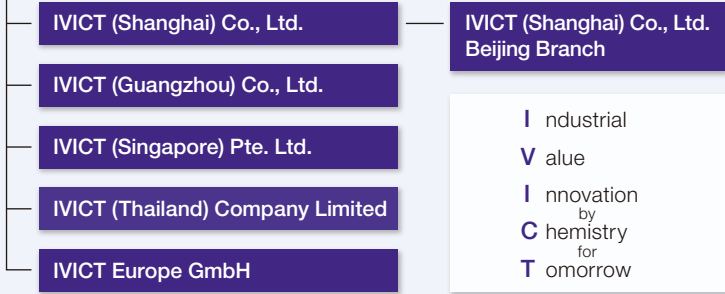 IVICT (Shanghai) Co., Ltd.
IVICT (Shanghai) Co., Ltd.
Beijing Branch
IVICT (Guangzhou) Co., Ltd.
IVICT (Singapore) Pte. Ltd.
IVICT (Thailand) Company Limited
IVICT Europe GmbH
I ndustrial
V alue
I nnovation
by
C hemistry
for
T omorrow